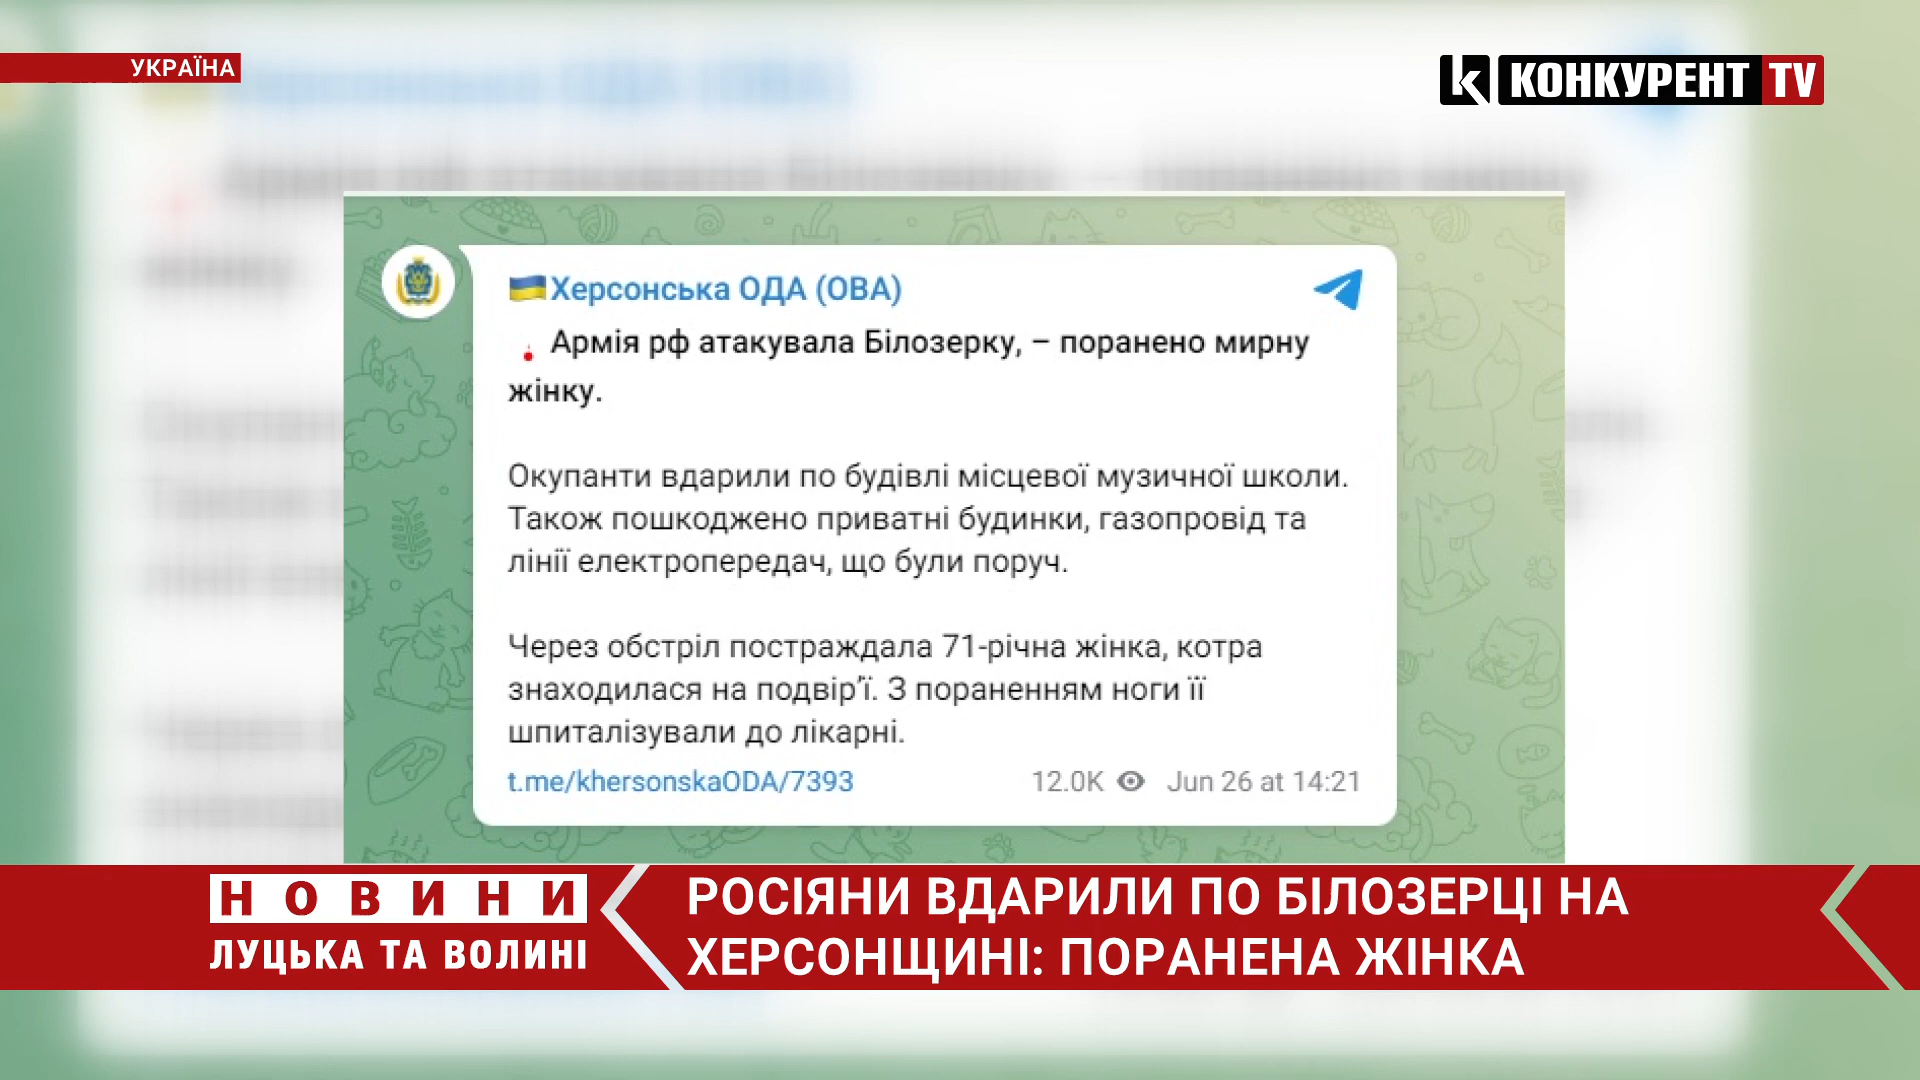 УКРАЇНА
КОНКУРЕНТ TV
🇺🇦Херсонська ОДА (ОВА)
Армія рф атакувала Білозерку, – поранено мирну
жінку.
Окупанти вдарили по будівлі місцевої музичної школи.
Також пошкоджено приватні будинки, газопровід та
лінії електропередач, що були поруч.
Через обстріл постраждала 71-річна жінка, котра
знаходилася на подвір’ї. З пораненням ноги її
шпиталізували до лікарні.
t.me/khersonskaODA/7393 12.0K Jun 26 at 14:21
НОВИНИ
ЛУЦЬКА ТА ВОЛИНІ
РОСІЯНИ ВДАРИЛИ ПО БІЛОЗЕРЦІ НА
ХЕРСОНЩИНІ: ПОРАНЕНА ЖІНКА